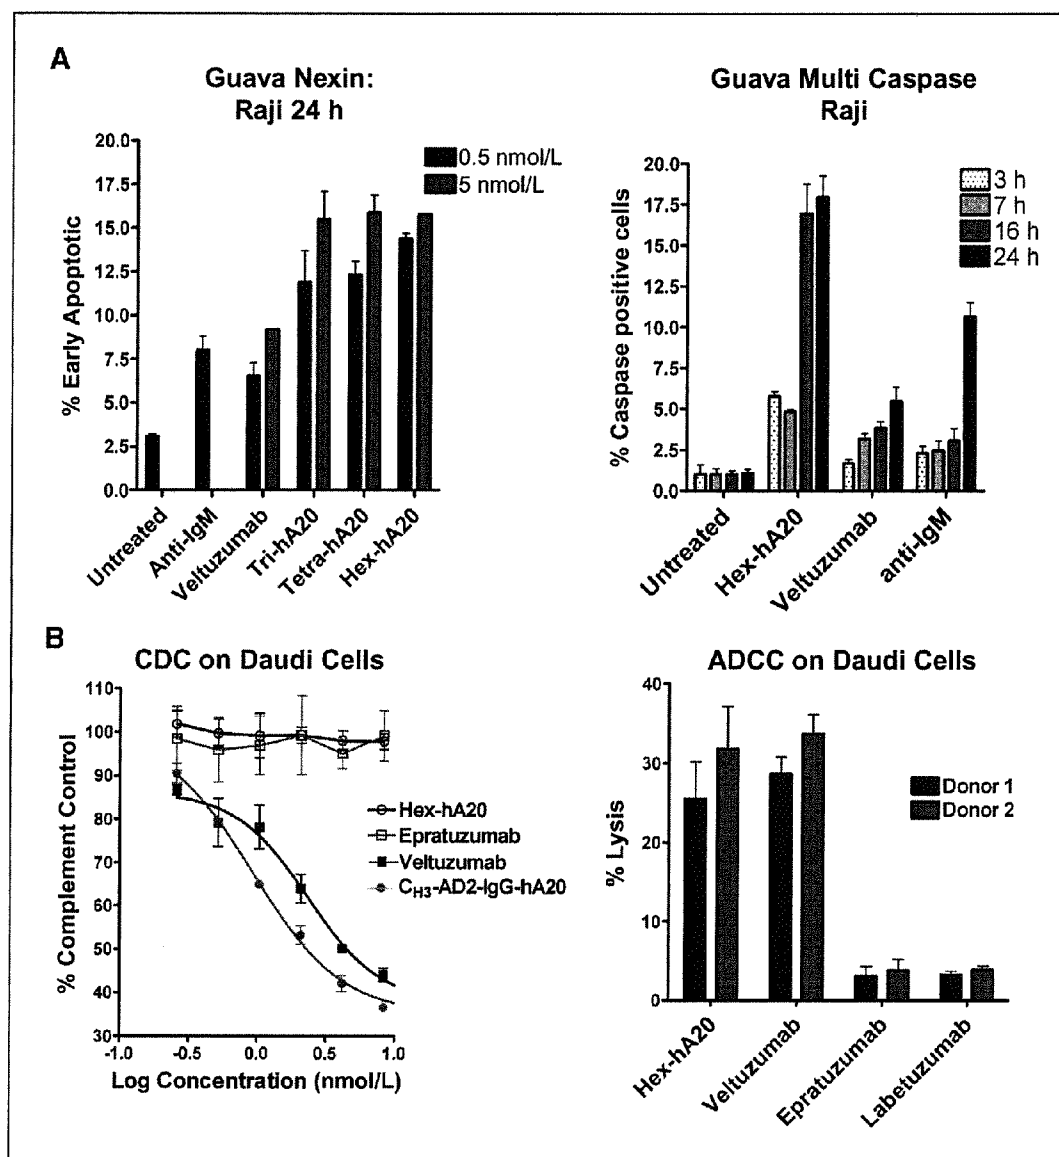 A
Guava Nexin:
Raji 24 h
% Early Apoptotic
20.0
17.5
15.0
12.5
10.0
7.5
5.0
2.5
0.0
0.5 nmol/L
5 nmol/L
Untreated
Anti-IgM
Veltuzumab
Tri-hA20
Tetra-hA20
Hex-hA20
Guava Multi Caspase
Raji
% Caspase positive cells
20.0
17.5
15.0
12.5
10.0
7.5
5.0
2.5
0.0
3 h
7 h
16 h
24 h
Untreated
Hex-hA20
Veltuzumab
anti-IgM
B
CDC on Daudi Cells
% Complement Control
110
100
90
80
70
60
50
40
30
-1.0
-0.5
0.0
0.5
1.0
Log Concentration (nmol/L)
Hex-hA20
Epratuzumab
Veltuzumab
CH3-AD2-IgG-hA20
ADCC on Daudi Cells
% Lysis
40
30
20
10
0
Donor 1
Donor 2
Hex-hA20
Veltuzumab
Epratuzumab
Labetuzumab